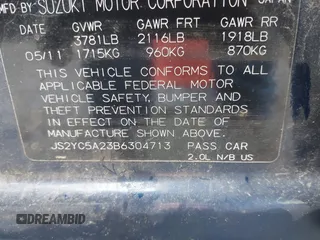 MFD BY SUZUKI MOTOR CORPORATION JAPAN
DATE GVWR GAWR FRT GAWR RR
3781LB 2116LB 1918LB
05/11 1715KG 960KG 870KG
THIS VEHICLE CONFORMS TO ALL
APPLICABLE FEDERAL MOTOR
VEHICLE SAFETY, BUMPER AND
THEFT PREVENTION STANDARDS
IN EFFECT ON THE DATE OF
MANUFACTURE SHOWN ABOVE.
JS2YC5A23B6304713 PASS CAR
2.0L N/B US
DREAMBID